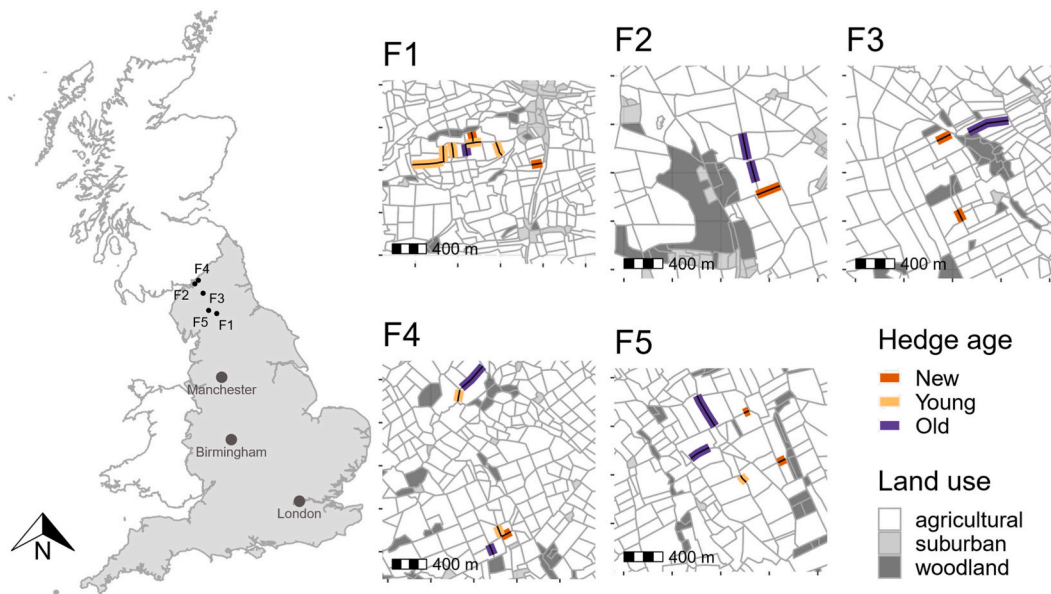 F1
F2
F3
400 m
400 m
400 m
F4
F2
F3
F5
F1
Manchester
Birmingham
London
N
F4
F5
400 m
400 m
Hedge age
New
Young
Old
Land use
agricultural
suburban
woodland